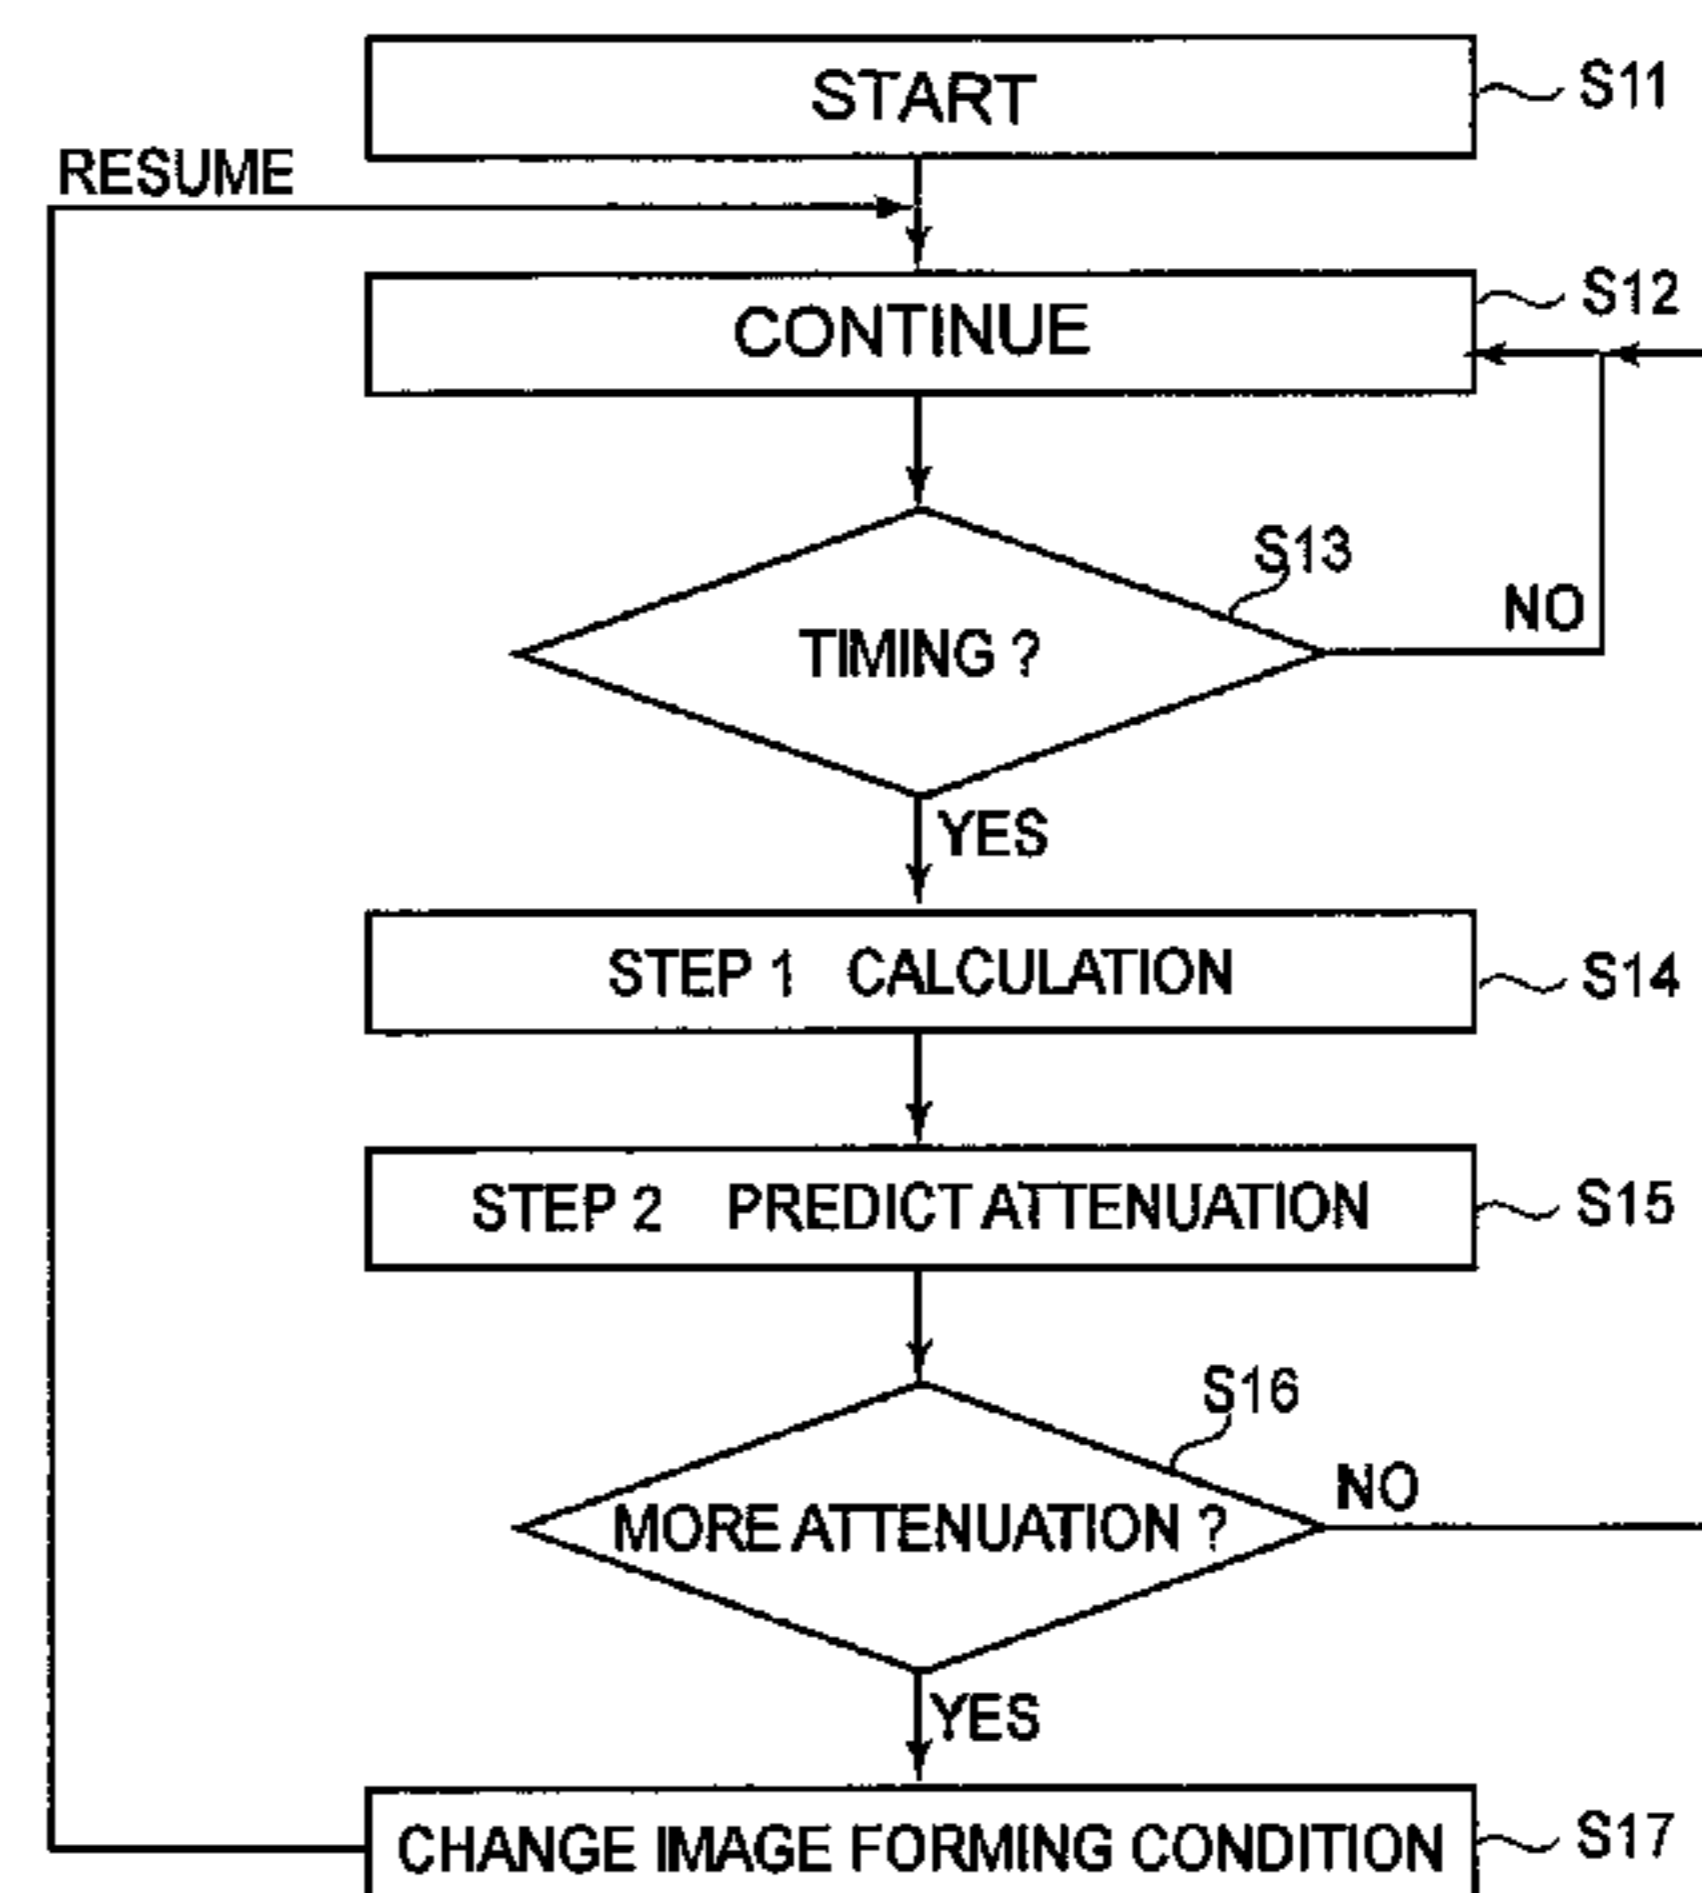 START
S11
RESUME
CONTINUE
S12
S13
TIMING ?
NO
YES
STEP 1 CALCULATION
S14
STEP 2 PREDICT ATTENUATION
S15
S16
MORE ATTENUATION ?
NO
YES
CHANGE IMAGE FORMING CONDITION
S17